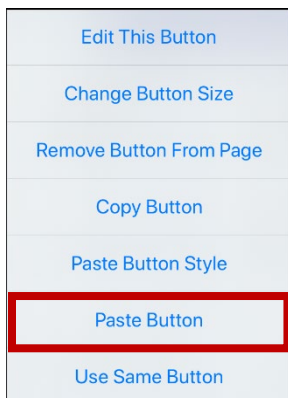 Edit This Button
Change Button Size
Remove Button From Page
Copy Button
Paste Button Style
Paste Button
Use Same Button